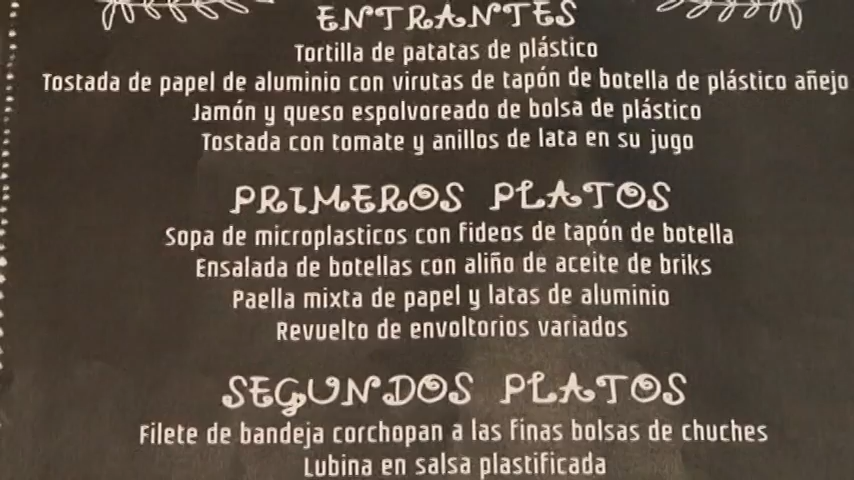 ENTRANTES
Tortilla de patatas de plástico
Tostada de papel de aluminio con virutas de tapón de botella de plástico añejo
Jamón y queso espolvoreado de bolsa de plástico
Tostada con tomate y anillos de lata en su jugo
PRIMEROS PLATOS
Sopa de microplasticos con fideos de tapón de botella
Ensalada de botellas con aliño de aceite de briks
Paella mixta de papel y latas de aluminio
Revuelto de envoltorios variados
SEGUNDOS PLATOS
Filete de bandeja corchopan a las finas bolsas de chuches
Lubina en salsa plastificada